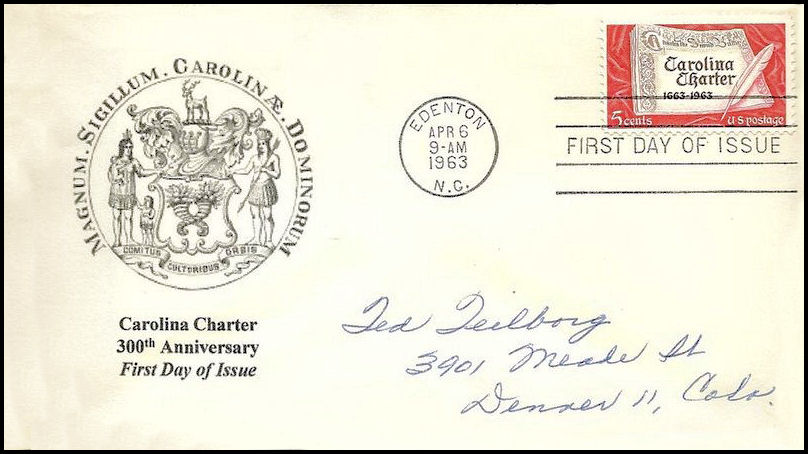 MAGNUM. SIGILLUM. CAROLINÆ. DOMINORUM
DOMITUS CULTORIBUS ORBIS
Carolina Charter
300th Anniversary
First Day of Issue
EDENTON
APR 6
9-AM
1963
N.C.
Carolina
Charter
1663-1963
5 cents U S postage
FIRST DAY OF ISSUE
Ted Teilborg
3901 Meade St
Denver 11, Colo.